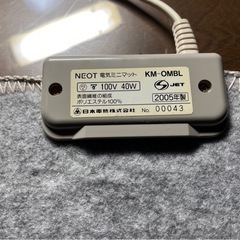 NEOT 電気ミニマット KM-OMBL
100V 40W
JET
表面繊維の組成
ポリエステル100%
2005年製
日本電熱株式会社 No. 00043